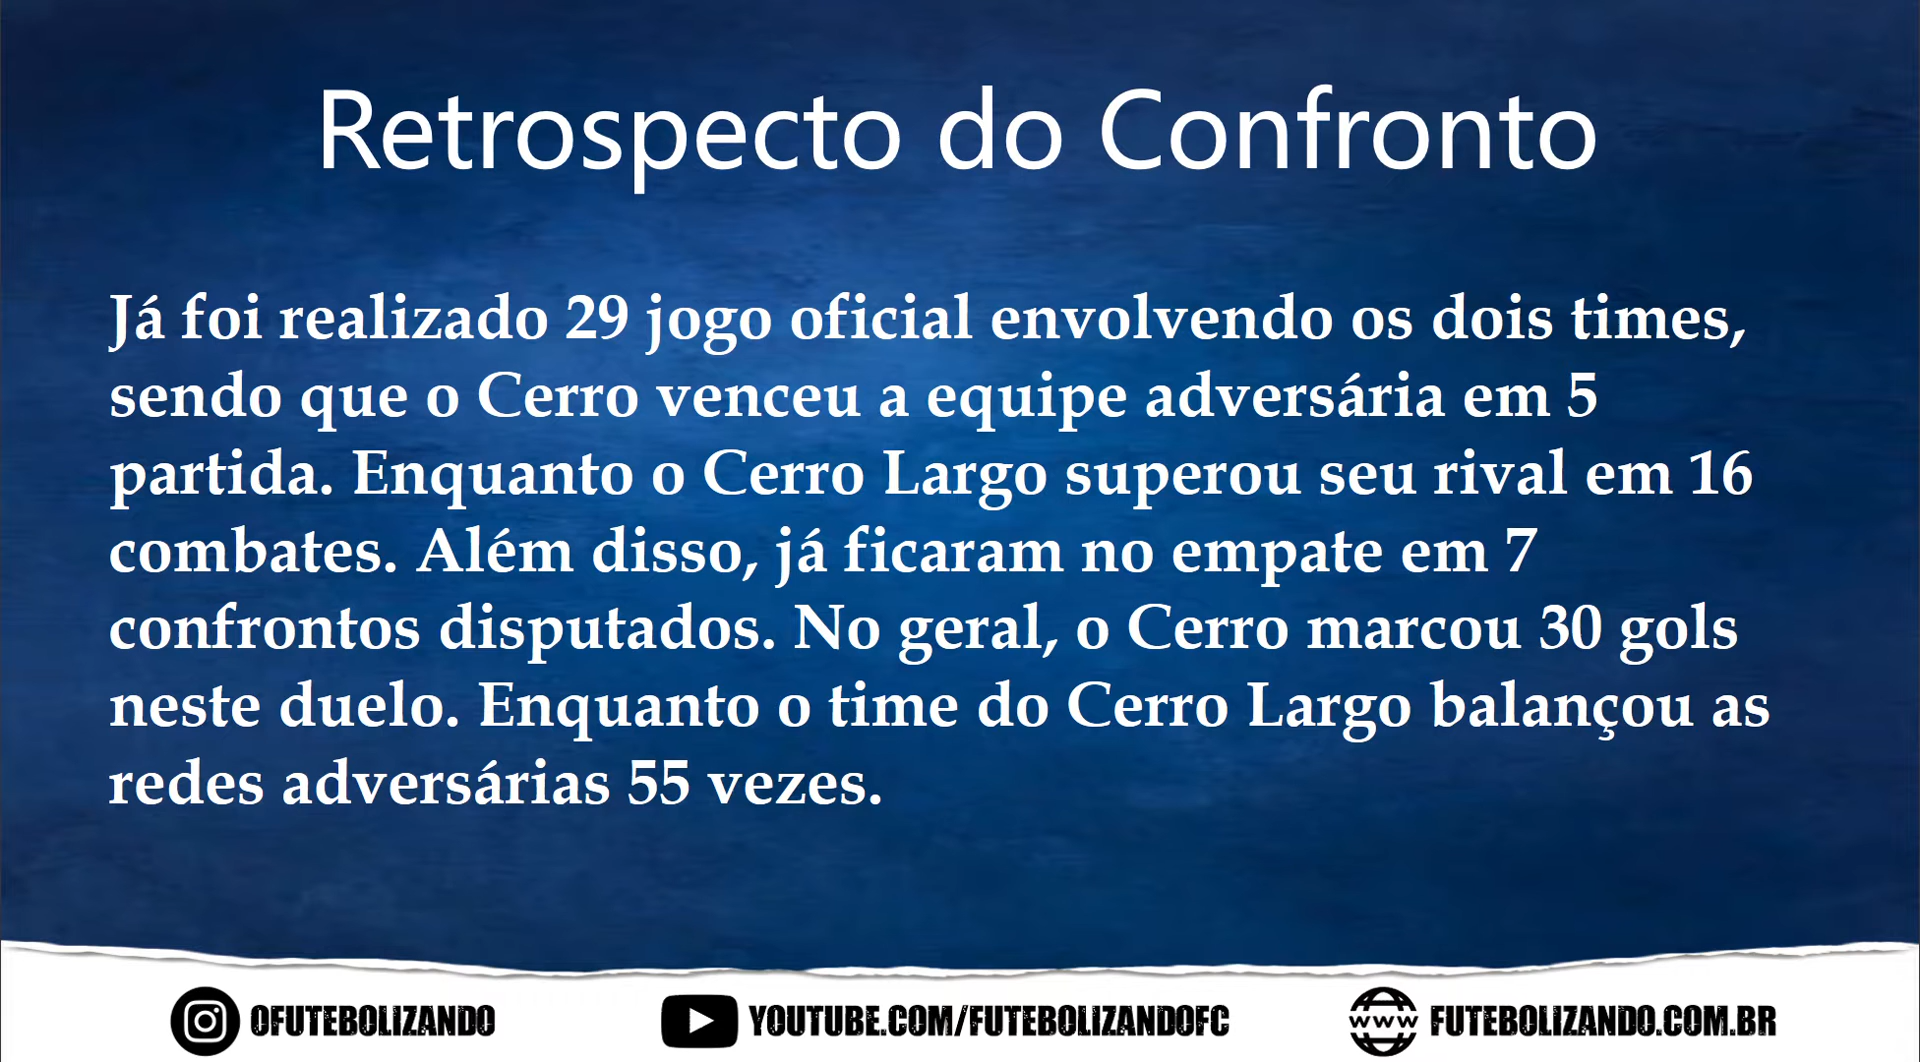 Retrospecto do Confronto
Já foi realizado 29 jogo oficial envolvendo os dois times,
sendo que o Cerro venceu a equipe adversária em 5
partida. Enquanto o Cerro Largo superou seu rival em 16
combates. Além disso, já ficaram no empate em 7
confrontos disputados. No geral, o Cerro marcou 30 gols
neste duelo. Enquanto o time do Cerro Largo balançou as
redes adversárias 55 vezes.
OFUTEBOLIZANDO
YOUTUBE.COM/FUTEBOLIZANDOFC
WWW
FUTEBOLIZANDO.COM.BR